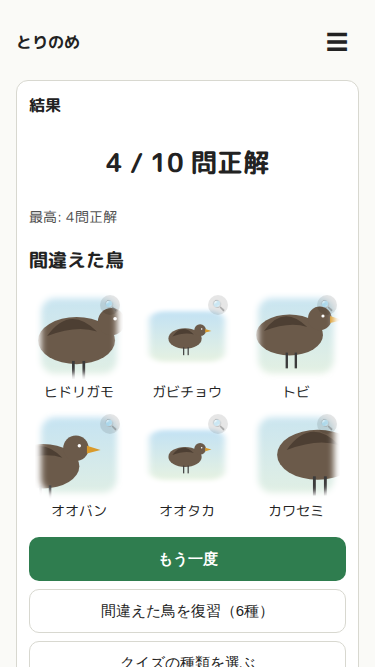 とりのめ
結果
4 / 10 問正解
最高: 4問正解
間違えた鳥
ヒドリガモ ガビチョウ トビ
オオバン オオタカ カワセミ
もう一度
間違えた鳥を復習（6種）
クイズの種類を選ぶ